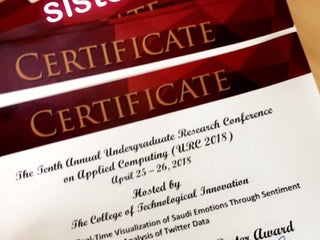 siste
CERTIFICATE
CERTIFICATE
The Tenth Annual Undergraduate Research Conference
on Applied Computing (URC 2018)
April 25 - 26, 2018
Hosted by
The College of Technological Innovation
Real-Time Visualization of Saudi Emotions Through Sentiment
Analysis of Twitter Data
Award